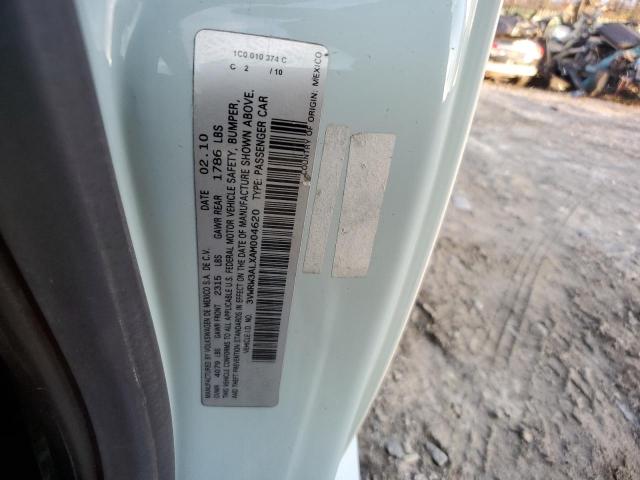 MANUFACTURED BY VOLKSWAGEN DE MEXICO S.A. DE C.V. DATE 02.10
GVWR 4079 LBS GAWR FRONT 2315 LBS GAWR REAR 1786 LBS
THIS VEHICLE CONFORMS TO ALL APPLICABLE U.S. FEDERAL MOTOR VEHICLE SAFETY, BUMPER,
AND THEFT PREVENTION STANDARDS IN EFFECT ON THE DATE OF MANUFACTURE SHOWN ABOVE.
VEHICLE I.D. NO. 3VWRW3ALXAM004620 TYPE: PASSENGER CAR
1C0 010 374 C
C 2 /10
COUNTRY OF ORIGIN: MEXICO